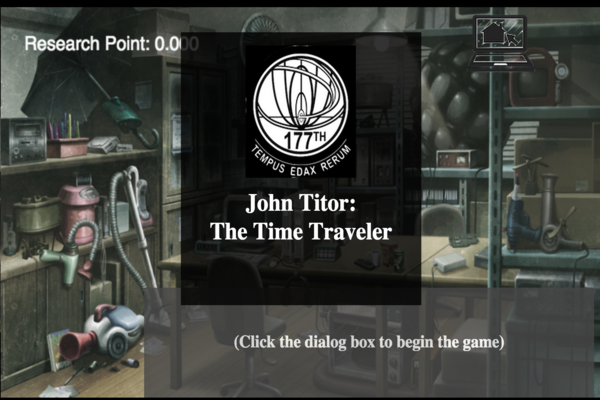 Research Point: 0.000
177TH
TEMPUS EDAX RERUM
John Titor:
The Time Traveler
(Click the dialog box to begin the game)